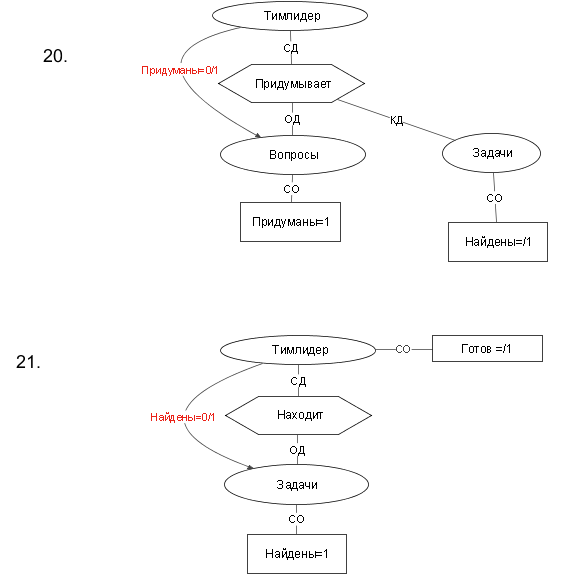 Тимлидер
20.
СД
Придуманы=0/1
Придумывает
ОД
КД
Вопросы
Задачи
СО
СО
Придуманы=1
Найдены=/1
21.
Тимлидер
СО
Готов =/1
СД
Найдены=0/1
Находит
ОД
Задачи
СО
Найдены=1